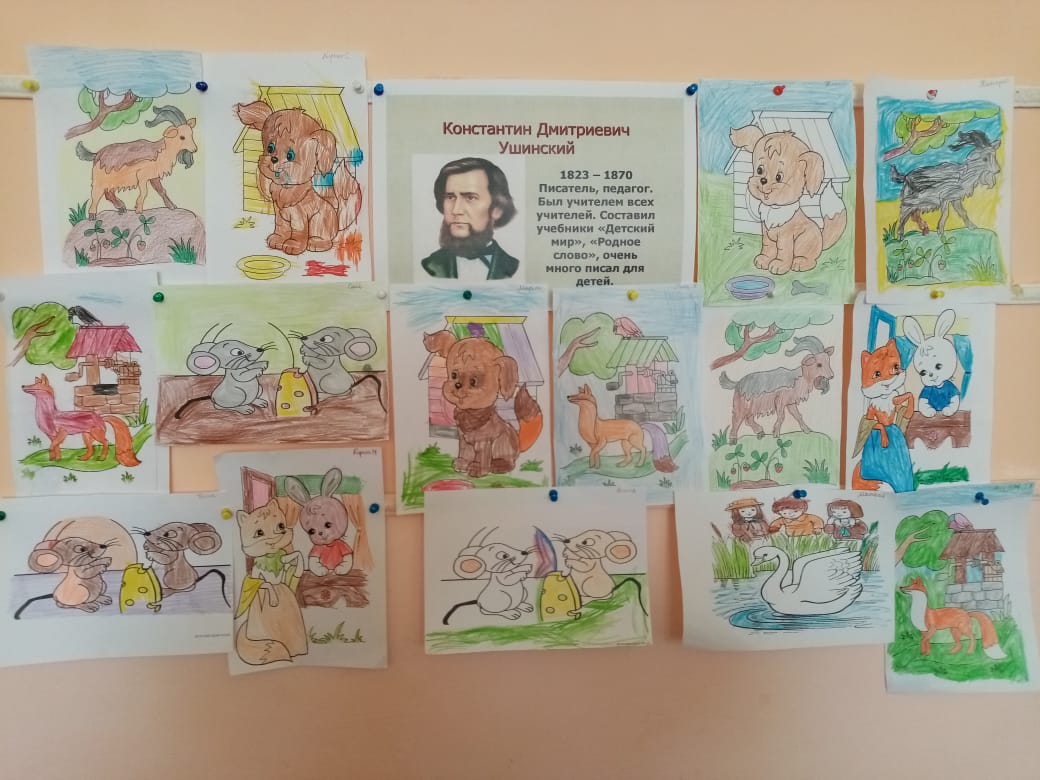 Константин Дмитриевич
Ушинский
1823 – 1870
Писатель, педагог.
Был учителем всех
учителей. Составил
учебники «Детский
мир», «Родное
слово», очень
много писал для
детей.